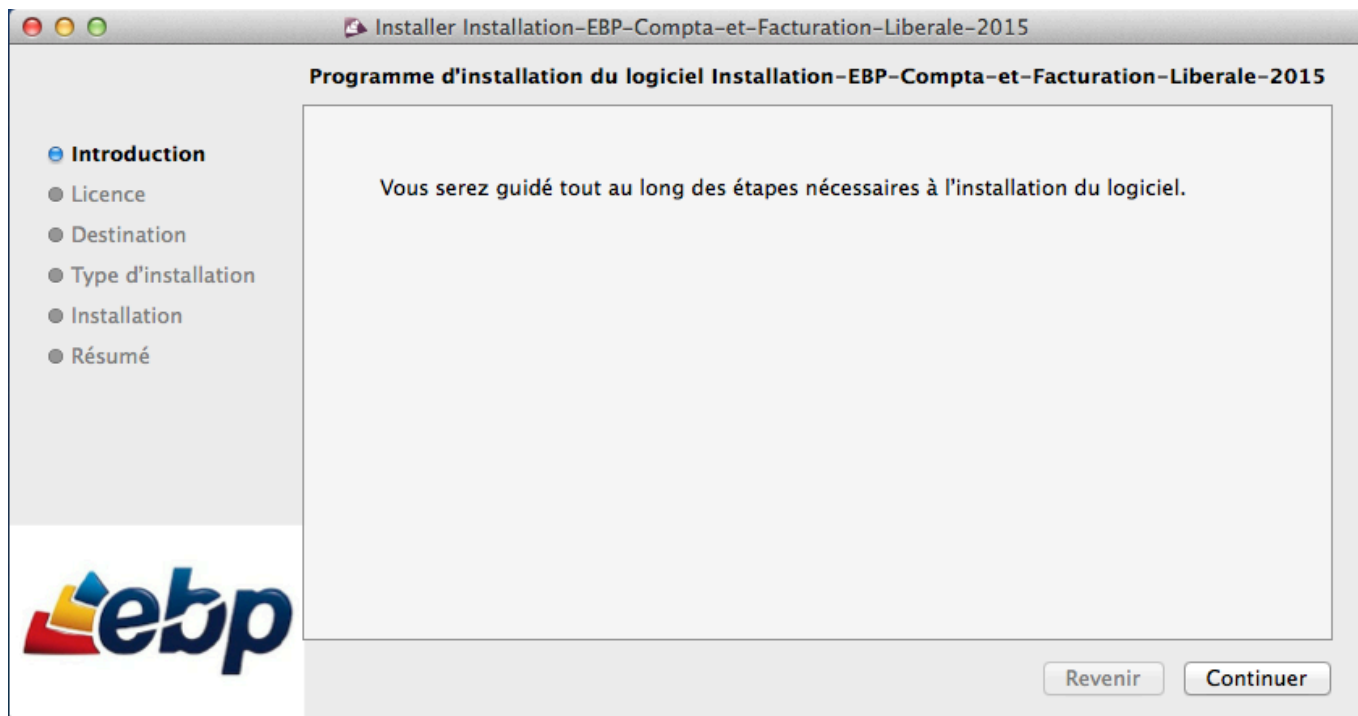 Installer Installation-EBP-Compta-et-Facturation-Liberale-2015
Programme d'installation du logiciel Installation-EBP-Compta-et-Facturation-Liberale-2015
Introduction
Licence
Destination
Type d'installation
Installation
Résumé
Vous serez guidé tout au long des étapes nécessaires à l'installation du logiciel.
ebp
Revenir
Continuer